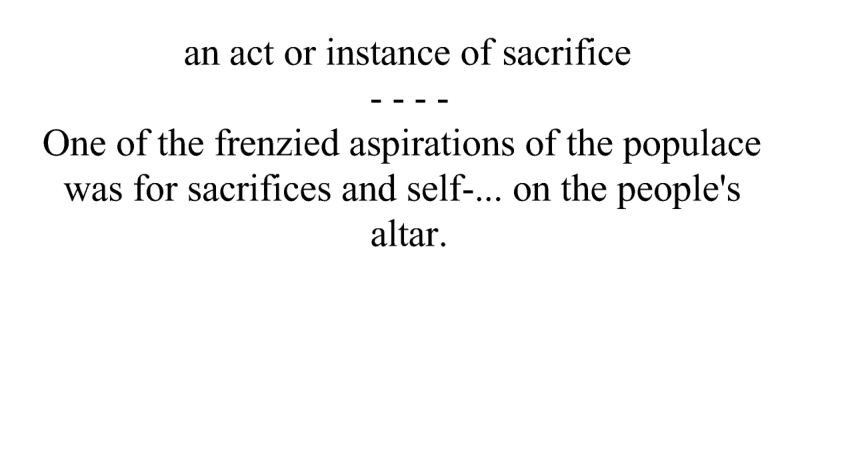 an act or instance of sacrifice
- - - -
One of the frenzied aspirations of the populace
was for sacrifices and self-... on the people's
altar.